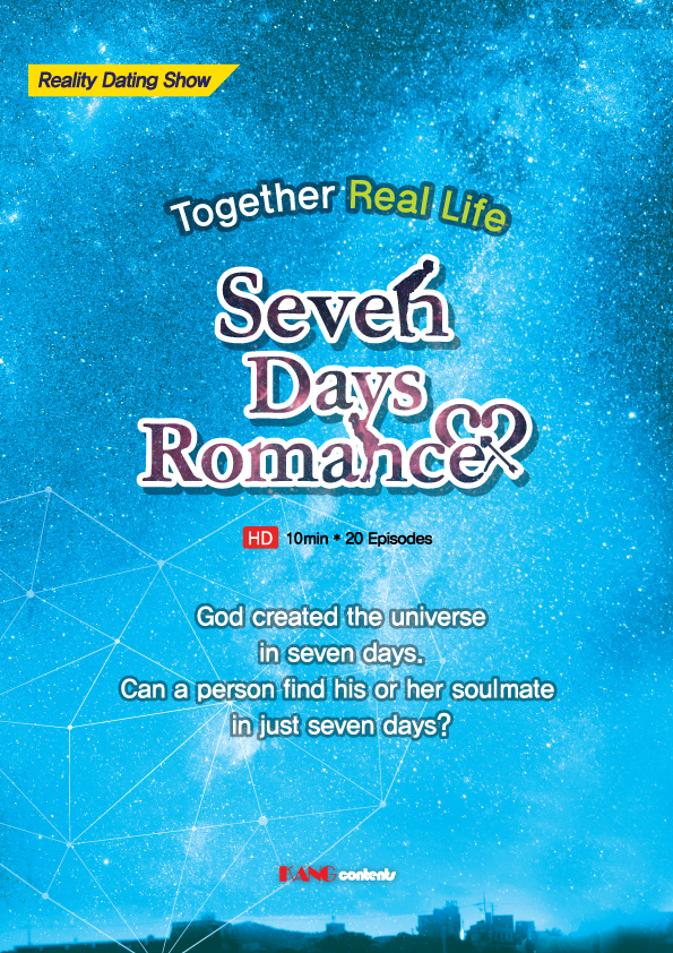 Reality Dating Show
Together Real Life
Seven
Days
Romance
HD 10min * 20 Episodes
God created the universe
in seven days.
Can a person find his or her soulmate
in just seven days?
KANG contents